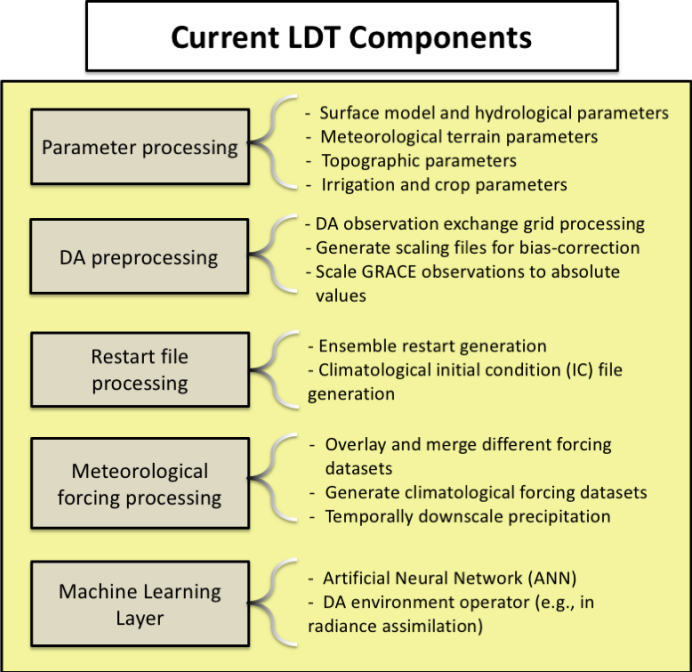 Current LDT Components
Parameter processing
- Surface model and hydrological parameters
- Meteorological terrain parameters
- Topographic parameters
- Irrigation and crop parameters
DA preprocessing
- DA observation exchange grid processing
- Generate scaling files for bias-correction
- Scale GRACE observations to absolute
values
Restart file
processing
- Ensemble restart generation
- Climatological initial condition (IC) file
generation
Meteorological
forcing processing
- Overlay and merge different forcing
datasets
- Generate climatological forcing datasets
- Temporally downscale precipitation
Machine Learning
Layer
- Artificial Neural Network (ANN)
- DA environment operator (e.g., in
radiance assimilation)